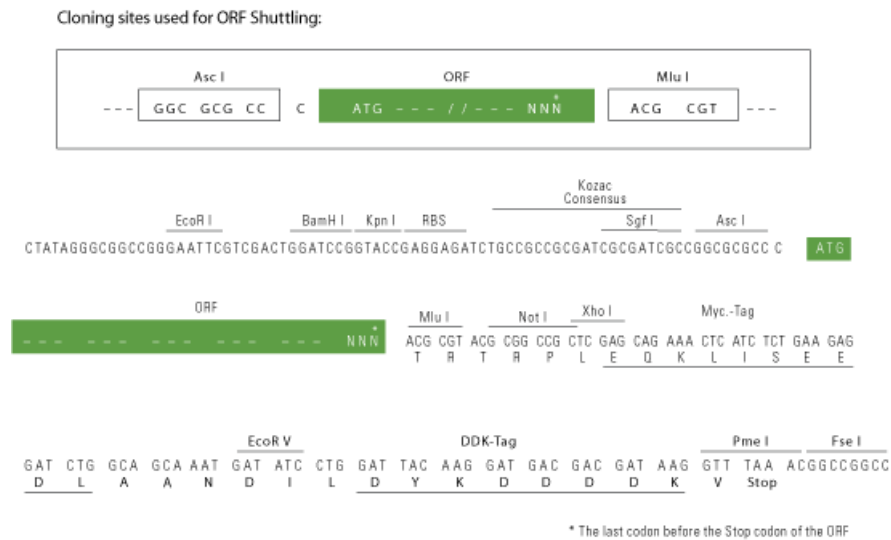 Cloning sites used for ORF Shuttling:
Asc I ORF Mlu I
--- GGC GCG CC C ATG --- // --- NNN* ACG CGT ---
Kozac
Consensus
EcoR I BamH I Kpn I RBS Sgf I Asc I
CTATAGGGCGGCCGGGAATTCGTCGACTGGATCCGGTACCGAGGAGATCTGCCGCCGCGATCGCGATCGCCGGCGCGCC C ATG
ORF Mlu I Not I Xho I Myc.-Tag
--- --- --- --- --- NNN* ACG CGT ACG CGG CCG CTC GAG CAG AAA CTC ATC TCT GAA GAG
T R T R P L E Q K L I S E E
EcoR V DDK-Tag Pme I Fse I
GAT CTG GCA GCA AAT GAT ATC CTG GAT TAC AAG GAT GAC GAC GAT AAG GTT TAA ACGGCCGGCC
D L A A N D I L D Y K D D D D K V Stop
* The last codon before the Stop codon of the ORF